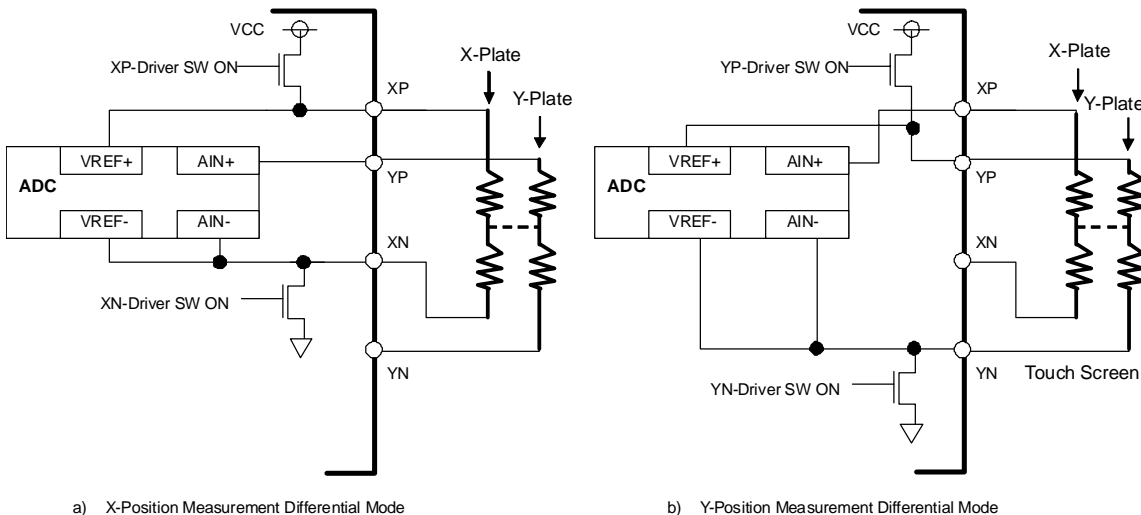 VCC
XP-Driver SW ON
XP
X-Plate
Y-Plate
VREF+
AIN+
ADC
YP
VREF-
AIN-
XN
XN-Driver SW ON
YN
a) X-Position Measurement Differential Mode
VCC
YP-Driver SW ON
XP
X-Plate
Y-Plate
VREF+
AIN+
ADC
YP
VREF-
AIN-
XN
YN-Driver SW ON
YN
Touch Screen
b) Y-Position Measurement Differential Mode